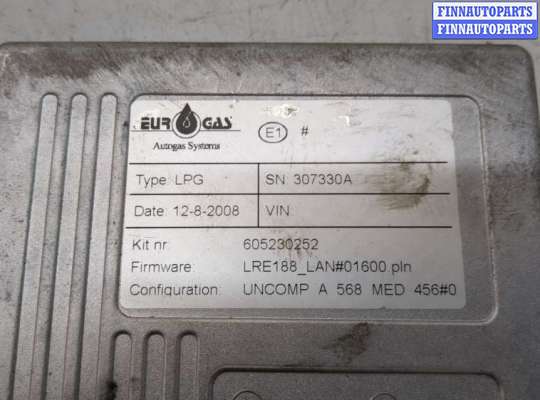 FINNAUTOPARTS
FINNAUTOPARTS
EUROGAS
Autogas Systems
E1 #
Type: LPG
SN: 307330A
Date: 12-8-2008
VIN:
Kit nr: 605230252
Firmware: LRE188_LAN#01600.pln
Configuration: UNCOMP A 568 MED 456#0